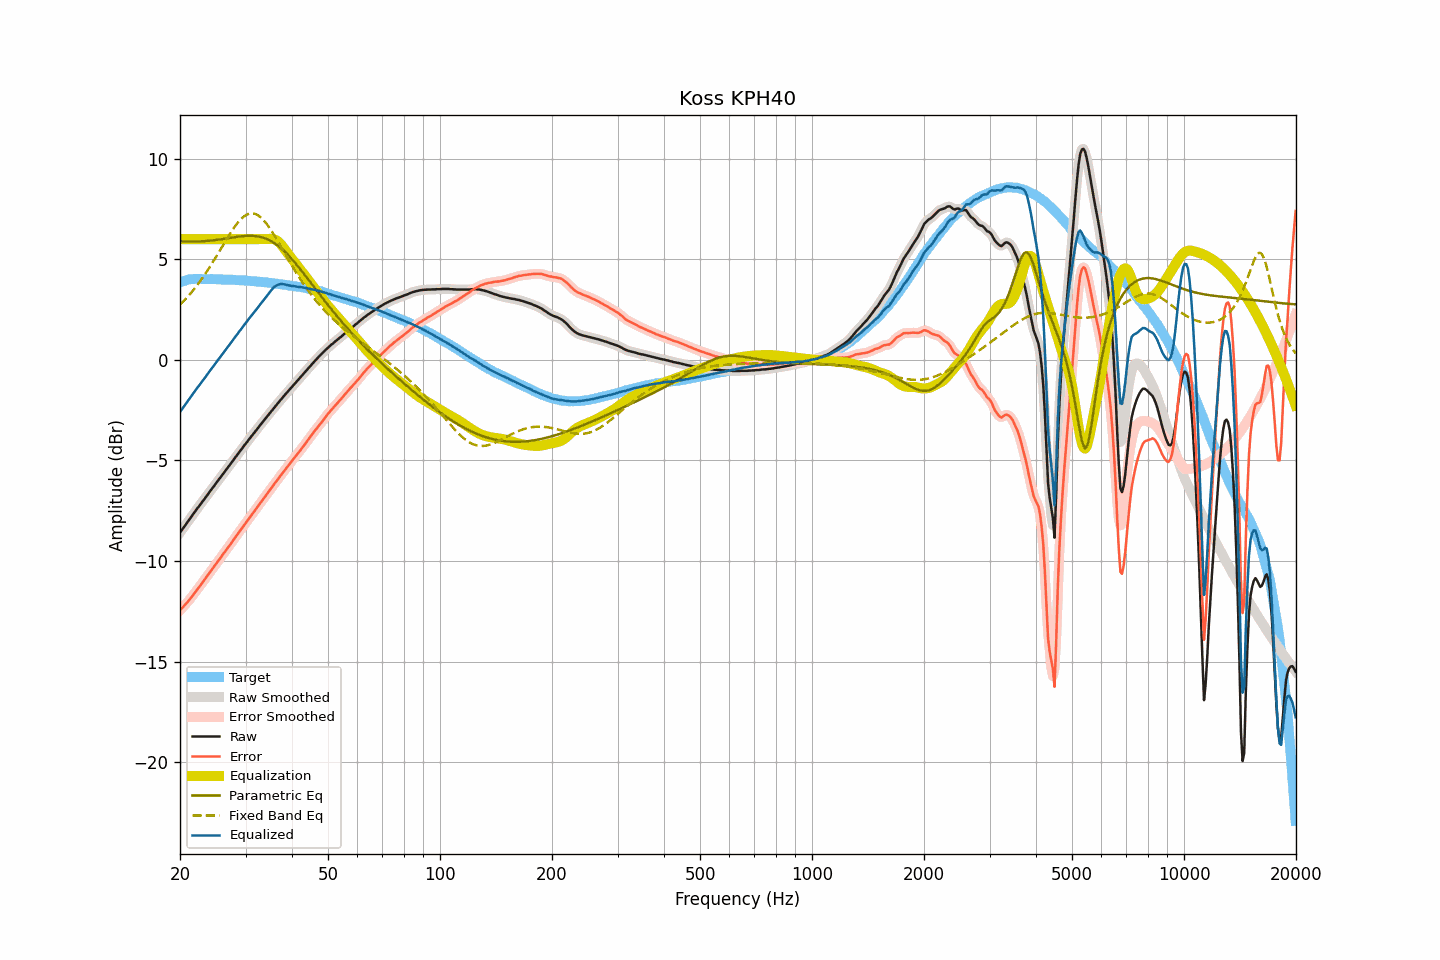 Koss KPH40
Amplitude (dBr)
10
5
0
−5
−10
−15
−20
Target
Raw Smoothed
Error Smoothed
Raw
Error
Equalization
Parametric Eq
Fixed Band Eq
Equalized
20 50 100 200 500 1000 2000 5000 10000 20000
Frequency (Hz)